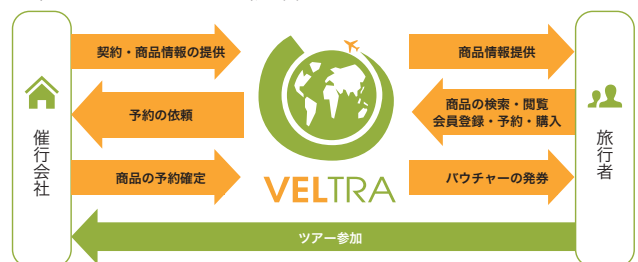 契約・商品情報の提供
商品情報提供
予約の依頼
商品の検索・閲覧
会員登録・予約・購入
催行会社
旅行者
商品の予約確定
バウチャーの発券
VELTRA
ツアー参加